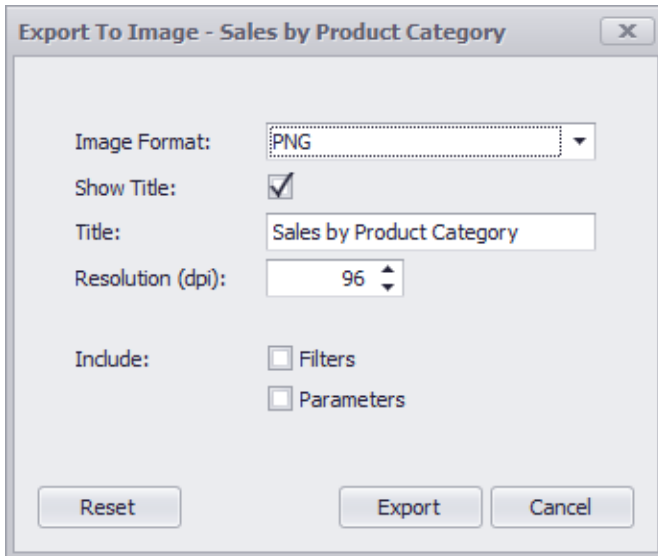 Export To Image - Sales by Product Category
Image Format: PNG
Show Title:
Title: Sales by Product Category
Resolution (dpi): 96
Include: Filters
Parameters
Reset Export Cancel